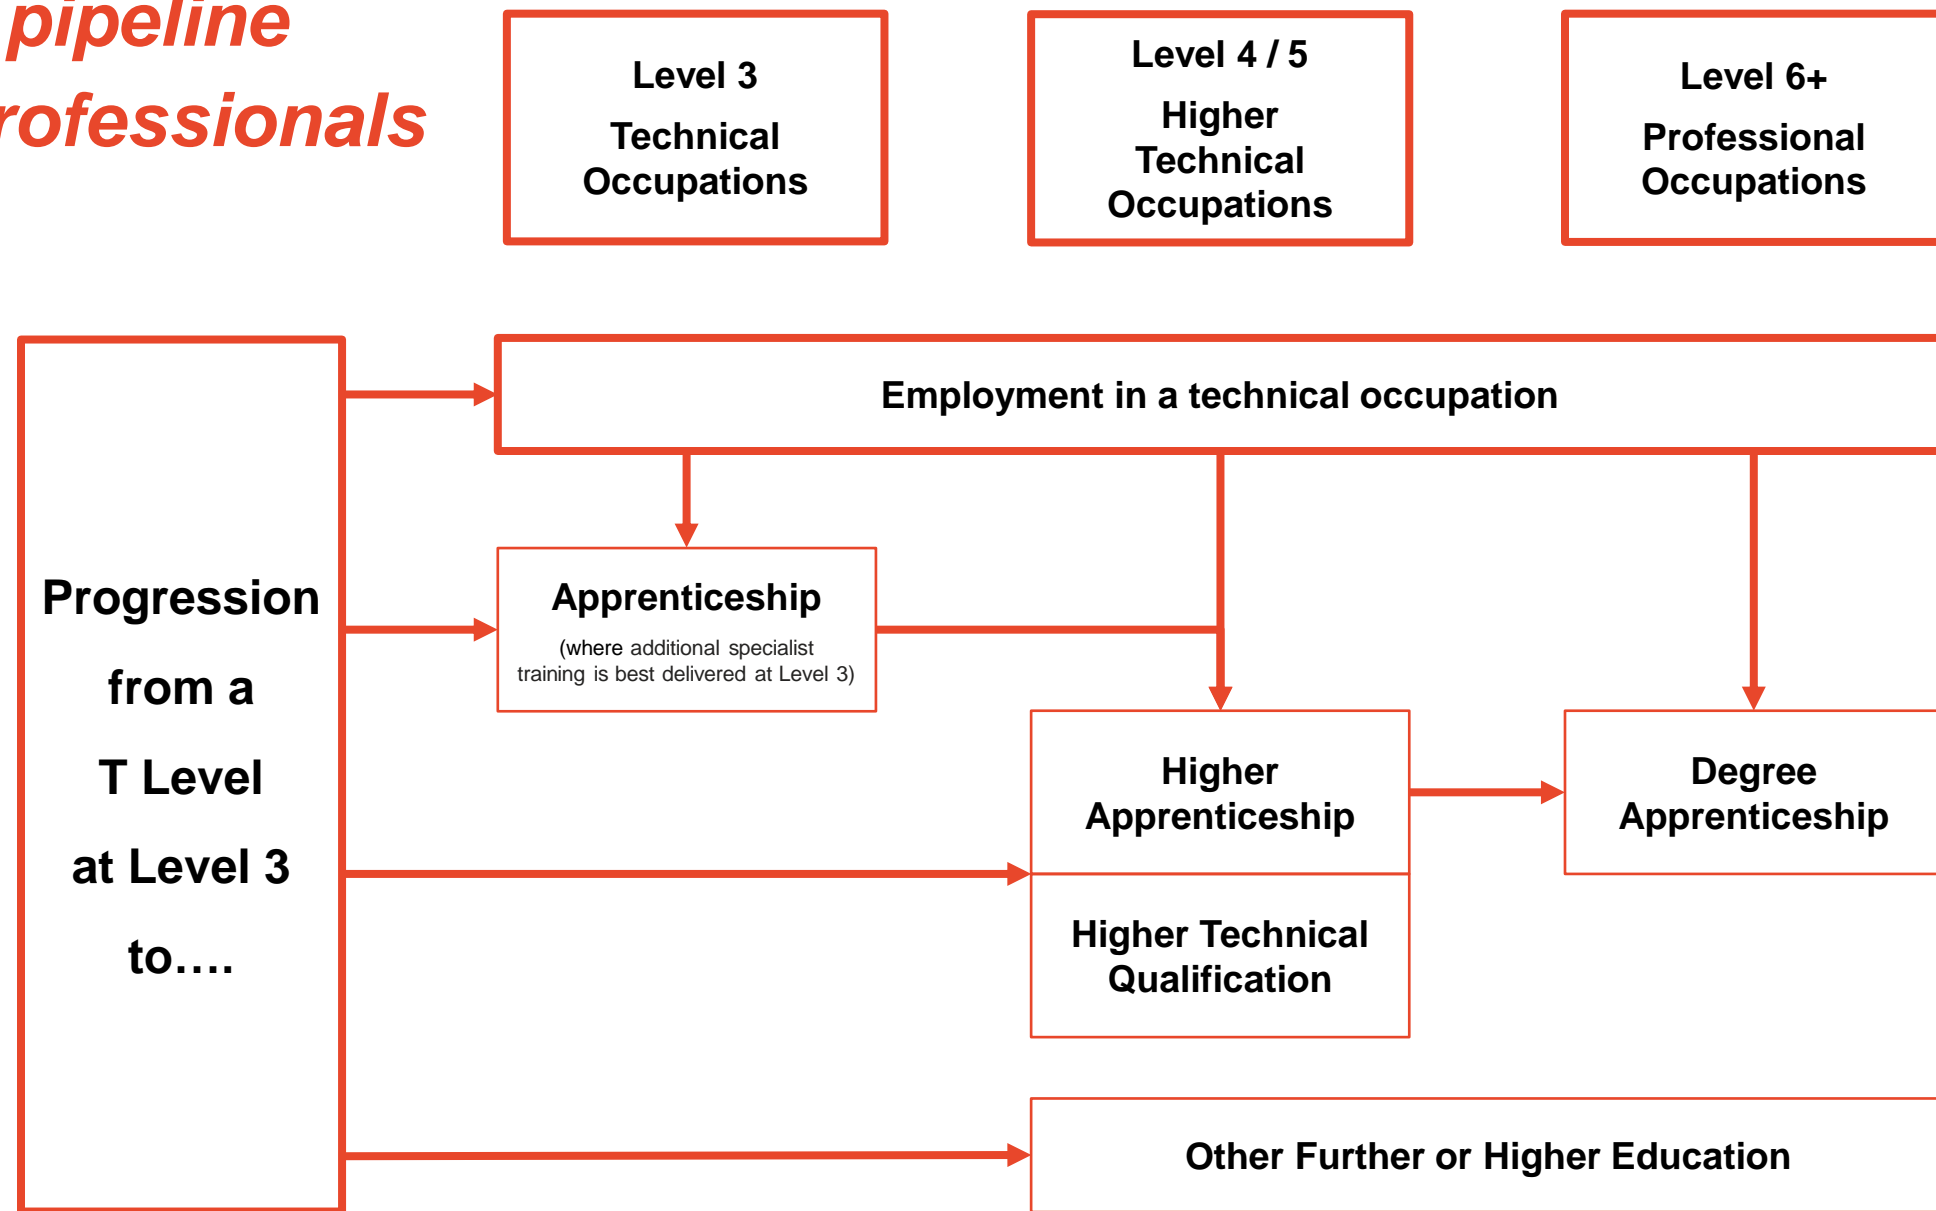 pipeline
rofessionals
Level 3
Technical
Occupations
Level 4 / 5
Higher
Technical
Occupations
Level 6+
Professional
Occupations
Progression
from a
T Level
at Level 3
to….
Employment in a technical occupation
Apprenticeship
(where additional specialist
training is best delivered at Level 3)
Higher
Apprenticeship
Degree
Apprenticeship
Higher Technical
Qualification
Other Further or Higher Education